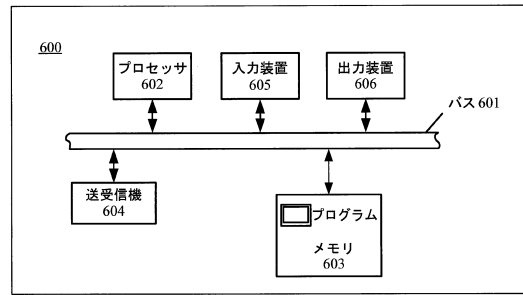 600
プロセッサ
602
入力装置
605
出力装置
606
バス 601
送受信機
604
プログラム
メモリ
603